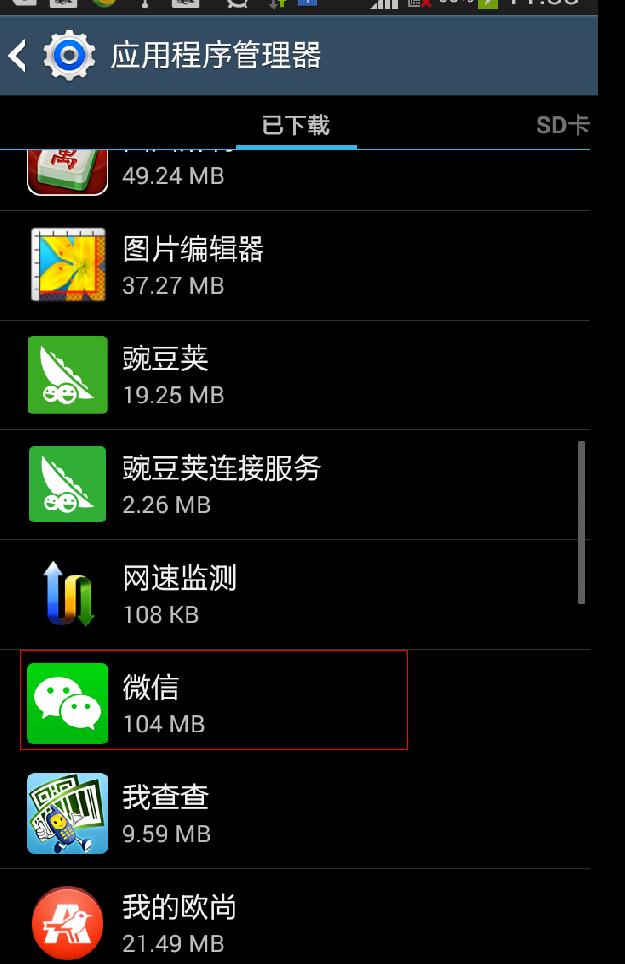 应用程序管理器
已下载
SD卡
49.24 MB
图片编辑器
37.27 MB
豌豆荚
19.25 MB
豌豆荚连接服务
2.26 MB
网速监测
108 KB
微信
104 MB
我查查
9.59 MB
我的欧尚
21.49 MB